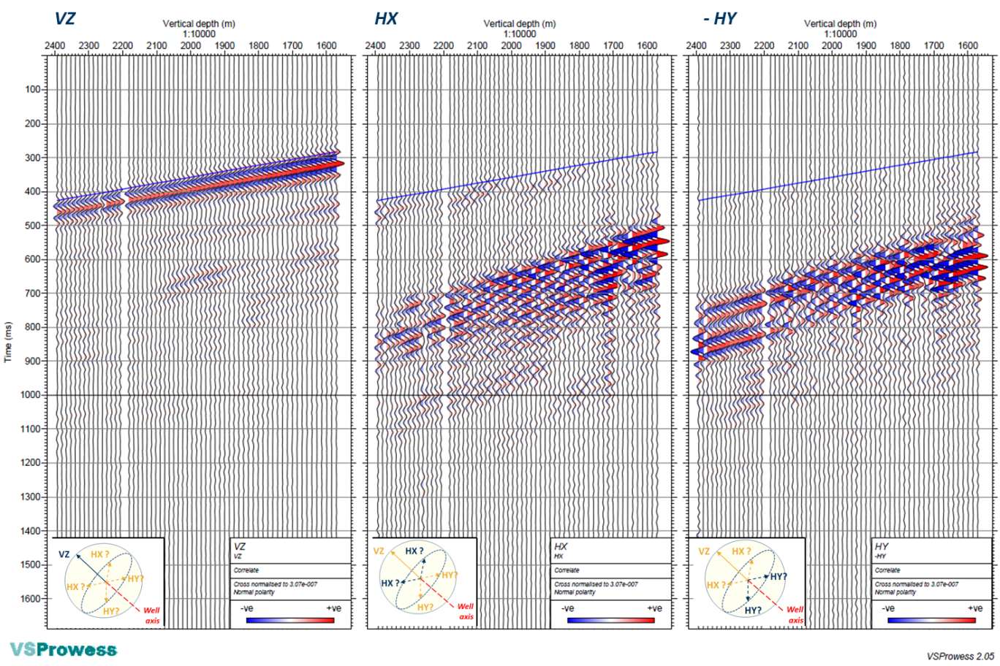 VZ
HX
- HY
Vertical depth (m)
1:10000
2400 2300 2200 2100 2000 1900 1800 1700 1600
Vertical depth (m)
1:10000
2400 2300 2200 2100 2000 1900 1800 1700 1600
Vertical depth (m)
1:10000
2400 2300 2200 2100 2000 1900 1800 1700 1600
Time (ms)
100
200
300
400
500
600
700
800
900
1000
1100
1200
1300
1400
1500
1600
VZ
HX ?
HX ?
HY?
HY?
Well
axis
VZ
VZ
Correlate
Cross normalised to 3.07e-007
Normal polarity
-ve +ve
VZ
HX ?
HX ?
HY?
HY?
Well
axis
HX
HX
Correlate
Cross normalised to 3.07e-007
Normal polarity
-ve +ve
VZ
HX ?
HX ?
HY?
HY?
Well
axis
HY
-HY
Correlate
Cross normalised to 3.07e-007
Normal polarity
-ve +ve
VSProwess
VSProwess 2.05